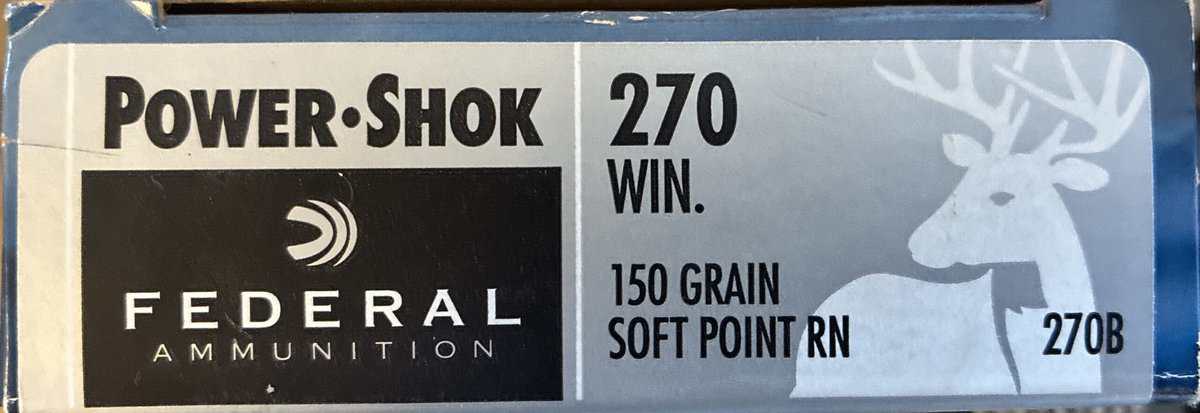 POWER•SHOK
FEDERAL
AMMUNITION
270
WIN.
150 GRAIN
SOFT POINT RN
270B